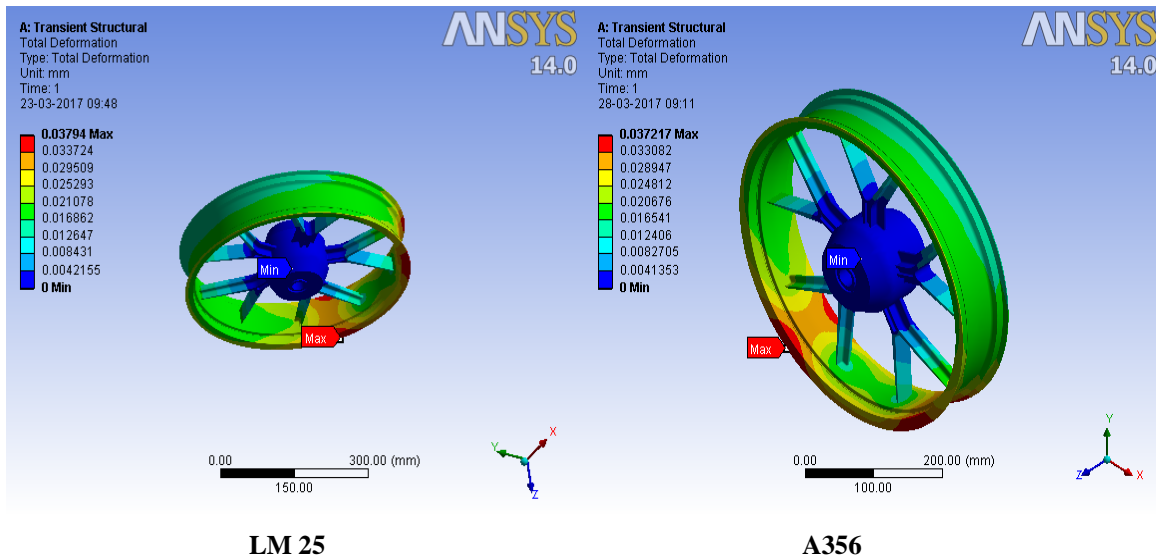 A: Transient Structural
Total Deformation
Type: Total Deformation
Unit: mm
Time: 1
23-03-2017 09:48
0.03794 Max
0.033724
0.029509
0.025293
0.021078
0.016862
0.012647
0.008431
0.0042155
0 Min
ANSYS
14.0
Min
Max
0.00
300.00 (mm)
150.00
Y
X
Z
LM 25
A: Transient Structural
Total Deformation
Type: Total Deformation
Unit: mm
Time: 1
28-03-2017 09:11
0.037217 Max
0.033082
0.028947
0.024812
0.020676
0.016541
0.012406
0.0082705
0.0041353
0 Min
ANSYS
14.0
Min
Max
0.00
200.00 (mm)
100.00
Y
Z
X
A356